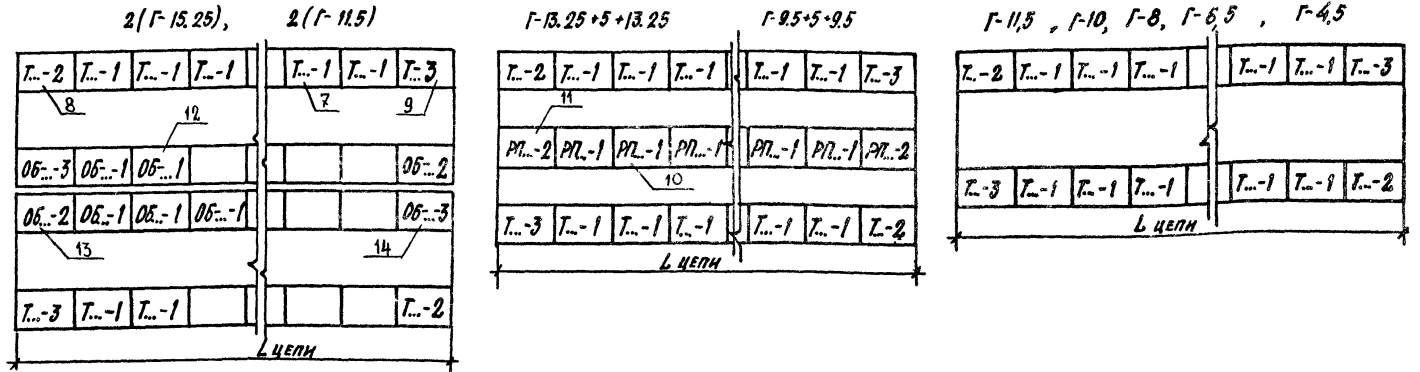 2(Г-15.25), 2(Г-11.5)
Т...-2 Т...-1 Т...-1 Т...-1 Т...-1 Т...-1 Т...-3
8 7 9
12
ОБ-...-3 ОБ-...-1 ОБ-...1 ОБ-...2
ОБ...-2 ОБ...-1 ОБ...-1 ОБ-...-1 ОБ-...-3
13 14
Т...-3 Т...-1 Т...-1 Т...-2
L цепи
Г-13.25+5+13.25 Г-9.5+5+9.5
Т...-2 Т...-1 Т...-1 Т...-1 Т...-1 Т...-1 Т...-3
11
РП...-2 РП...-1 РП...-1 РП...-1 РП...-1 РП...-1 РП...-2
10
Т...-3 Т...-1 Т...-1 Т...-1 Т...-1 Т...-1 Т...-2
L цепи
Г-11,5 , Г-10, Г-8, Г-6,5 , Г-4,5
Т...-2 Т...-1 Т...-1 Т...-1 Т...-1 Т...-1 Т...-3
Т...-3 Т...-1 Т...-1 Т...-1 Т...-1 Т...-1 Т...-2
L цепи